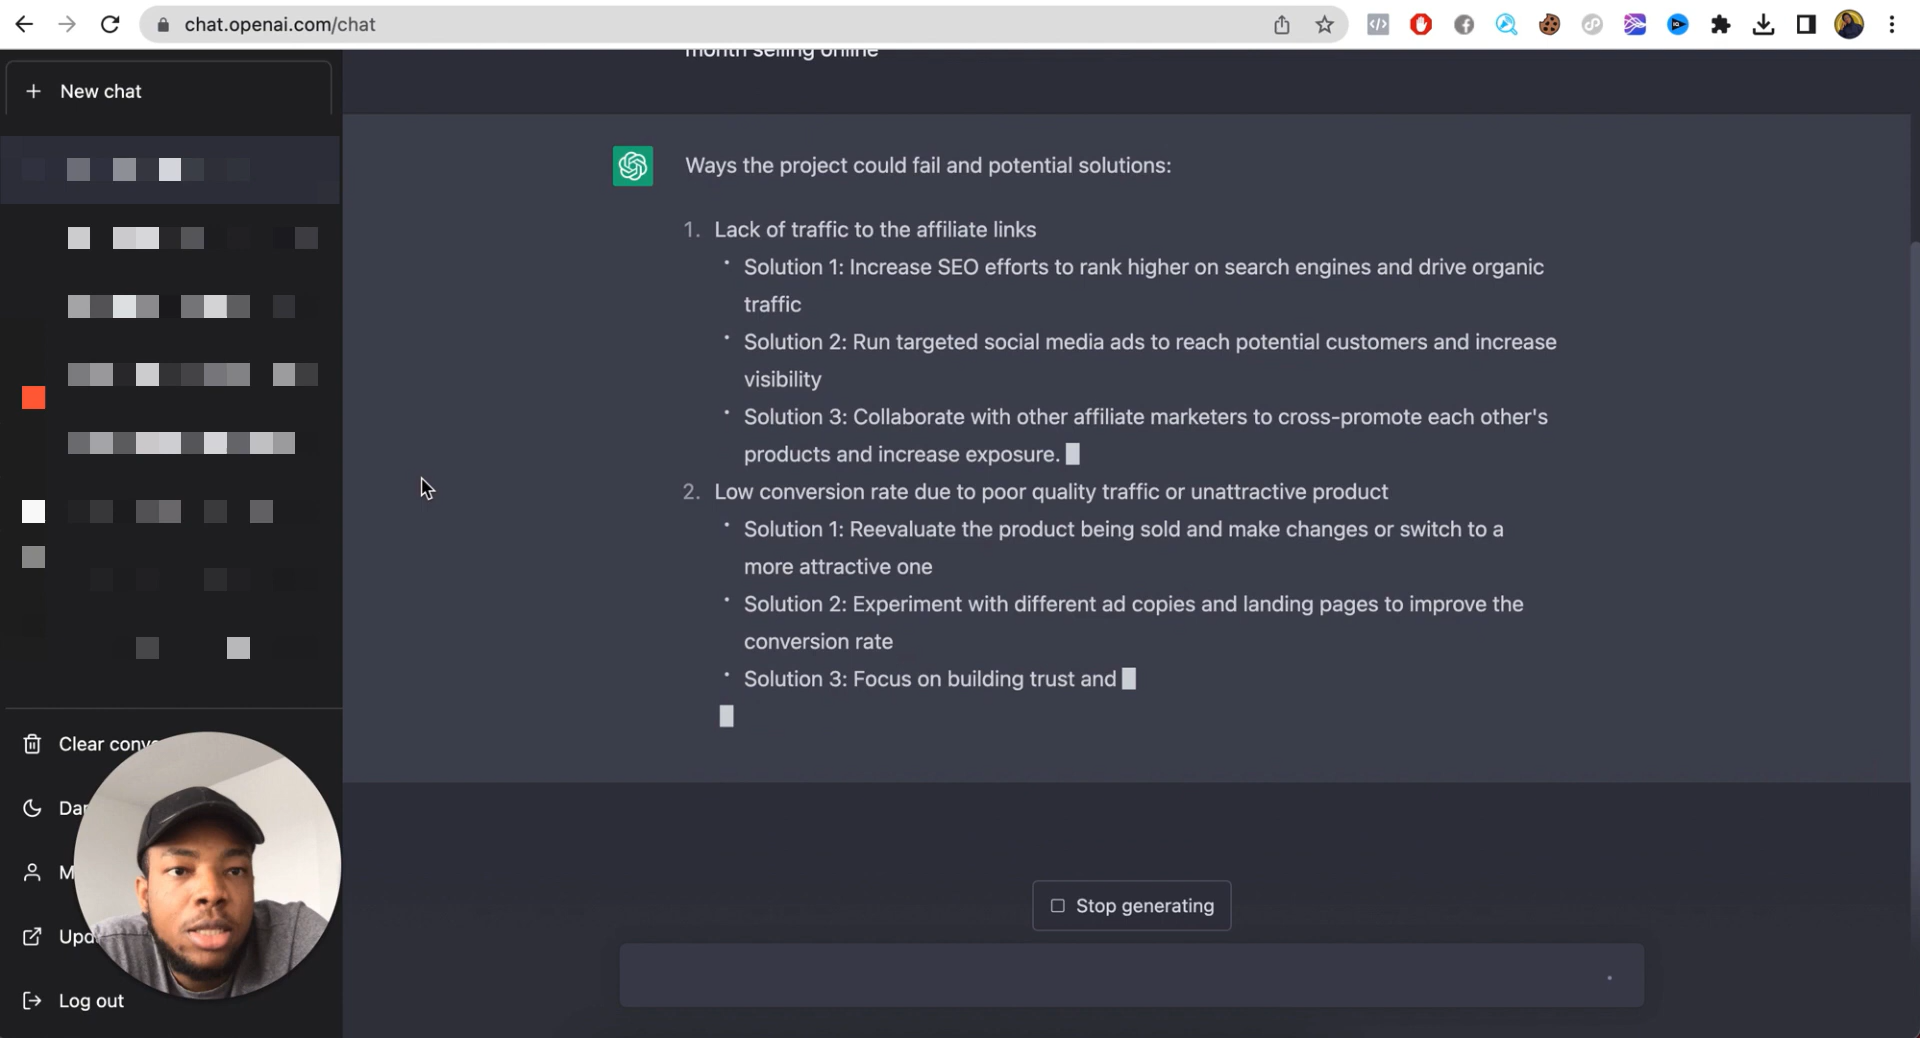 chat.openai.com/chat
month selling online
+ New chat
Ways the project could fail and potential solutions:
1. Lack of traffic to the affiliate links
· Solution 1: Increase SEO efforts to rank higher on search engines and drive organic
traffic
· Solution 2: Run targeted social media ads to reach potential customers and increase
visibility
· Solution 3: Collaborate with other affiliate marketers to cross-promote each other's
products and increase exposure.
2. Low conversion rate due to poor quality traffic or unattractive product
· Solution 1: Reevaluate the product being sold and make changes or switch to a
more attractive one
· Solution 2: Experiment with different ad copies and landing pages to improve the
conversion rate
· Solution 3: Focus on building trust and
Clear conve
Da
M
Upd
Log out
Stop generating